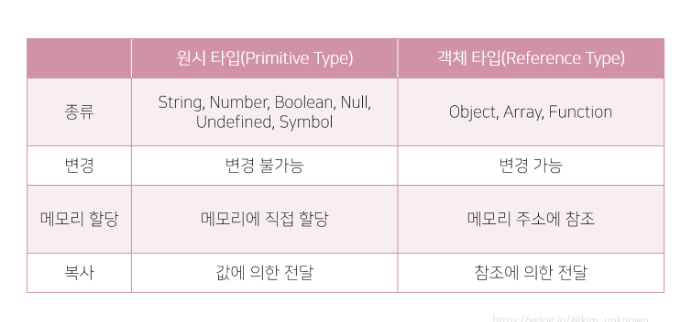 원시 타입(Primitive Type)
객체 타입(Reference Type)
종류
String, Number, Boolean, Null,
Undefined, Symbol
Object, Array, Function
변경
변경 불가능
변경 가능
메모리 할당
메모리에 직접 할당
메모리 주소에 참조
복사
값에 의한 전달
참조에 의한 전달
https://velog.io/@kim_unknown